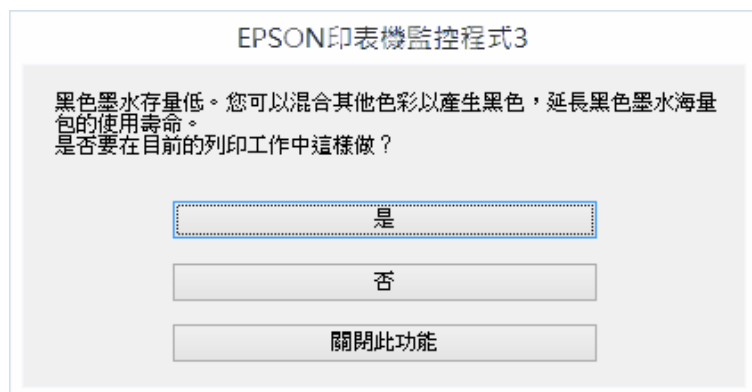 EPSON印表機監控程式3
黑色墨水存量低。您可以混合其他色彩以產生黑色，延長黑色墨水海量
包的使用壽命。
是否要在目前的列印工作中這樣做？
是
否
關閉此功能